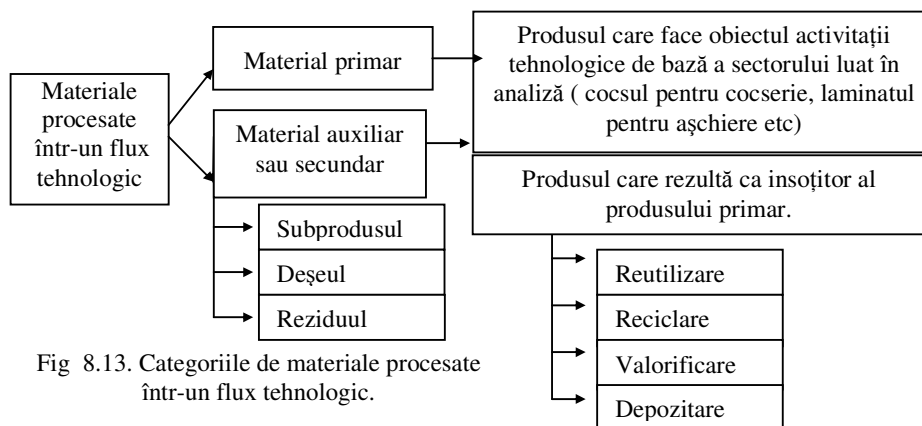 Materiale
procesate
într-un flux
tehnologic
Material primar
Produsul care face obiectul activitații
tehnologice de bază a sectorului luat în
analiză ( cocsul pentru cocserie, laminatul
pentru aşchiere etc)
Material auxiliar
sau secundar
Produsul care rezultă ca insoțitor al
produsului primar.
Subprodusul
Deşeul
Reziduul
Reutilizare
Reciclare
Valorificare
Depozitare
Fig 8.13. Categoriile de materiale procesate
într-un flux tehnologic.